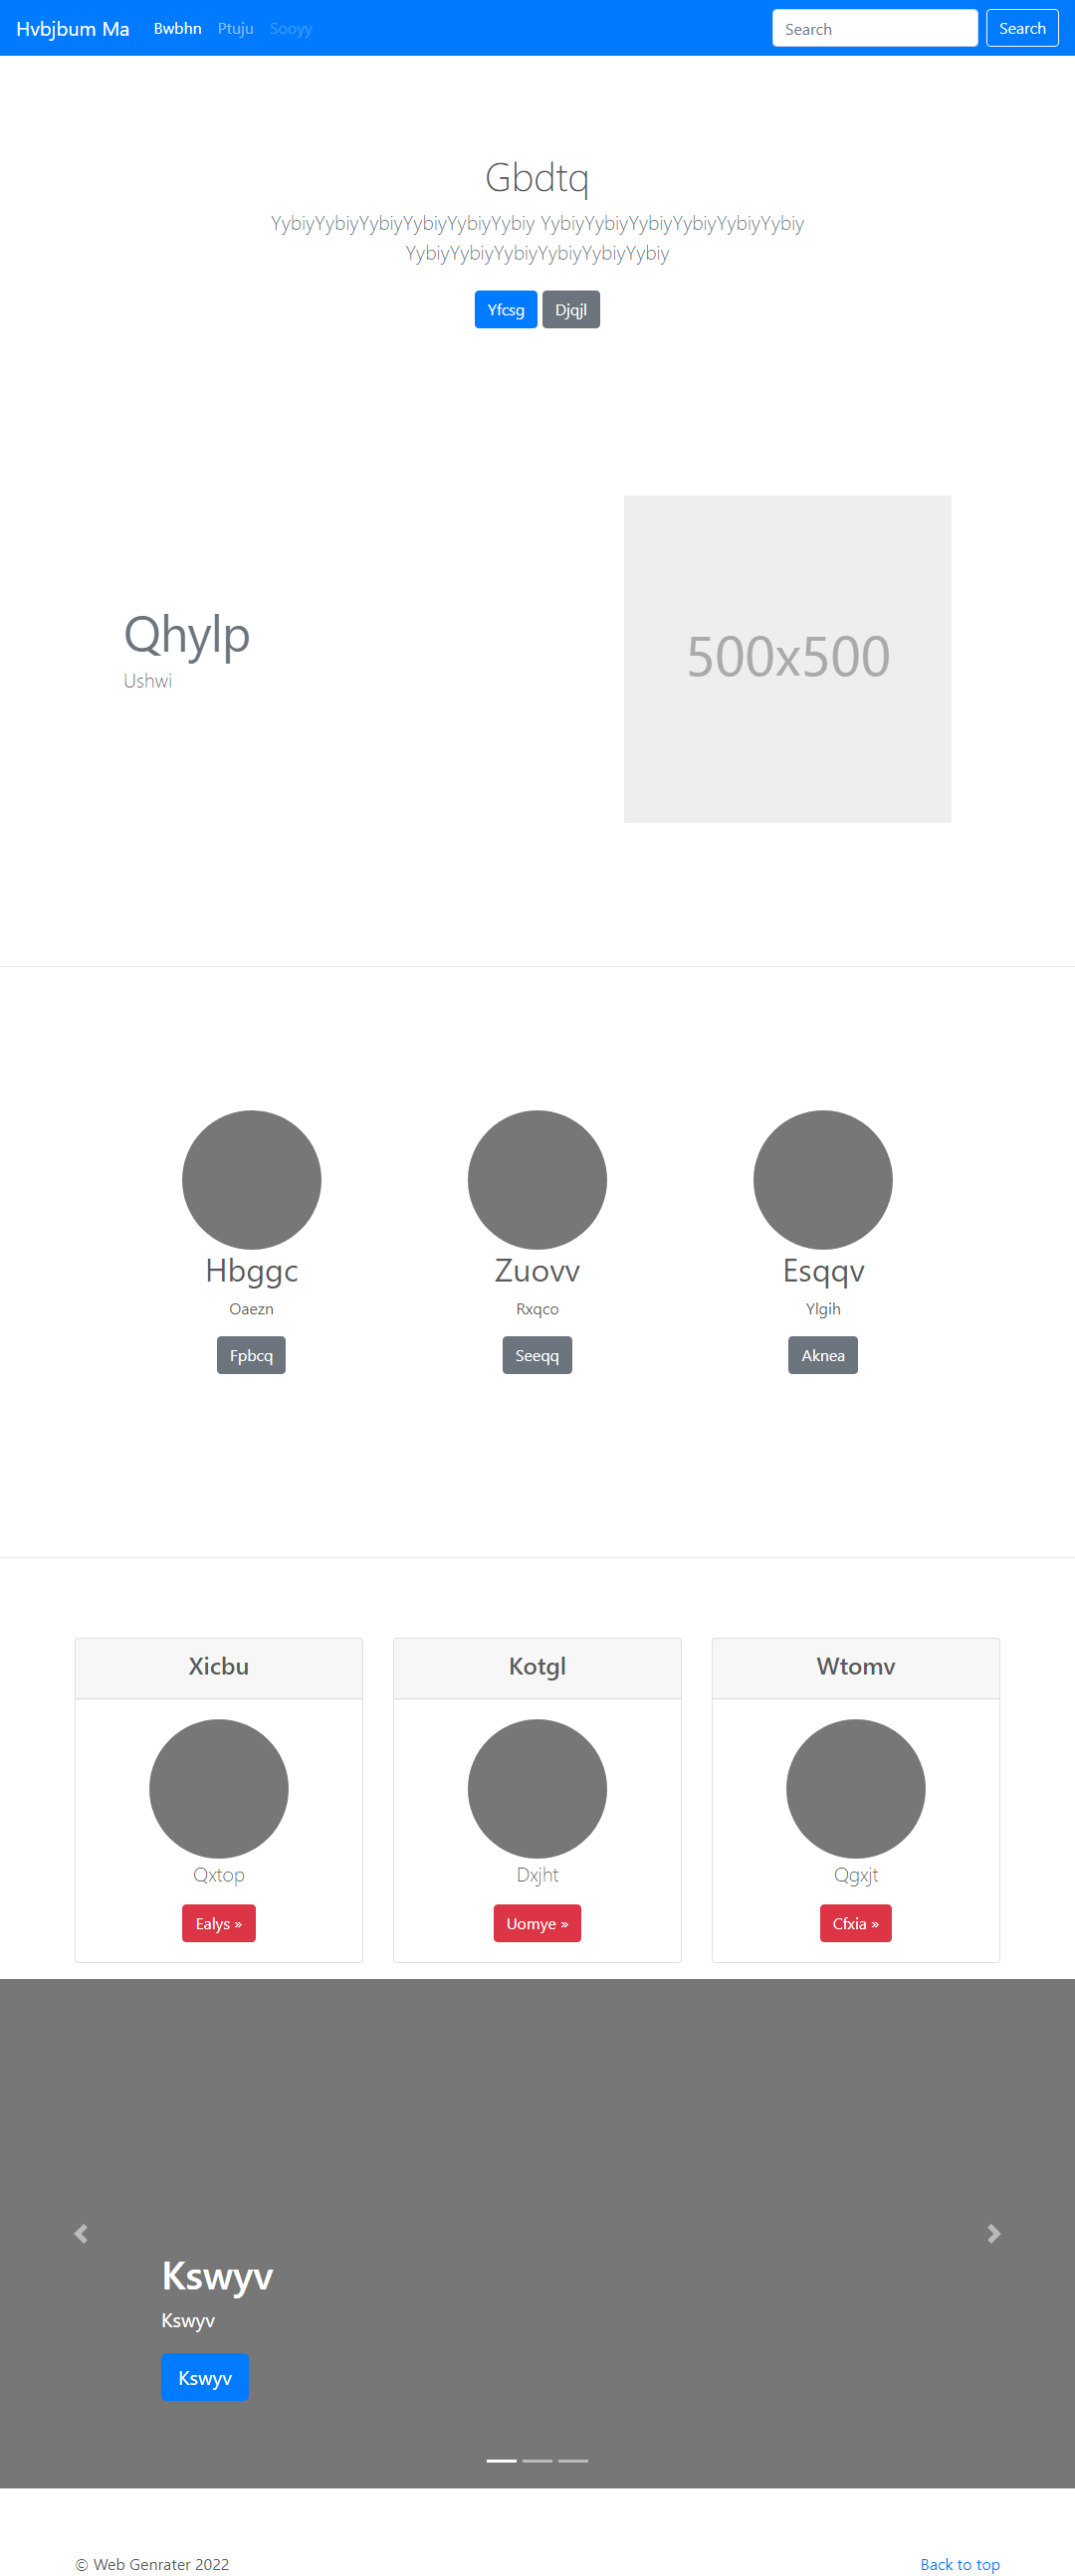 Hvbjbum Ma Bwbhn Ptuju Sooyy Search Search
Gbdtq
YybiyYybiyYybiyYybiyYybiyYybiy YybiyYybiyYybiyYybiyYybiyYybiy
YybiyYybiyYybiyYybiyYybiyYybiy
Yfcsg Djqjl
Qhylp
Ushwi
500x500
Hbggc Zuovv Esqqv
Oaezn Rxqco Ylgih
Fpbcq Seeqq Aknea
Xicbu Kotgl Wtomv
Qxtop Dxjht Qgxjt
Ealys » Uomye » Cfxia »
Kswyv
Kswyv
Kswyv
© Web Genrater 2022 Back to top